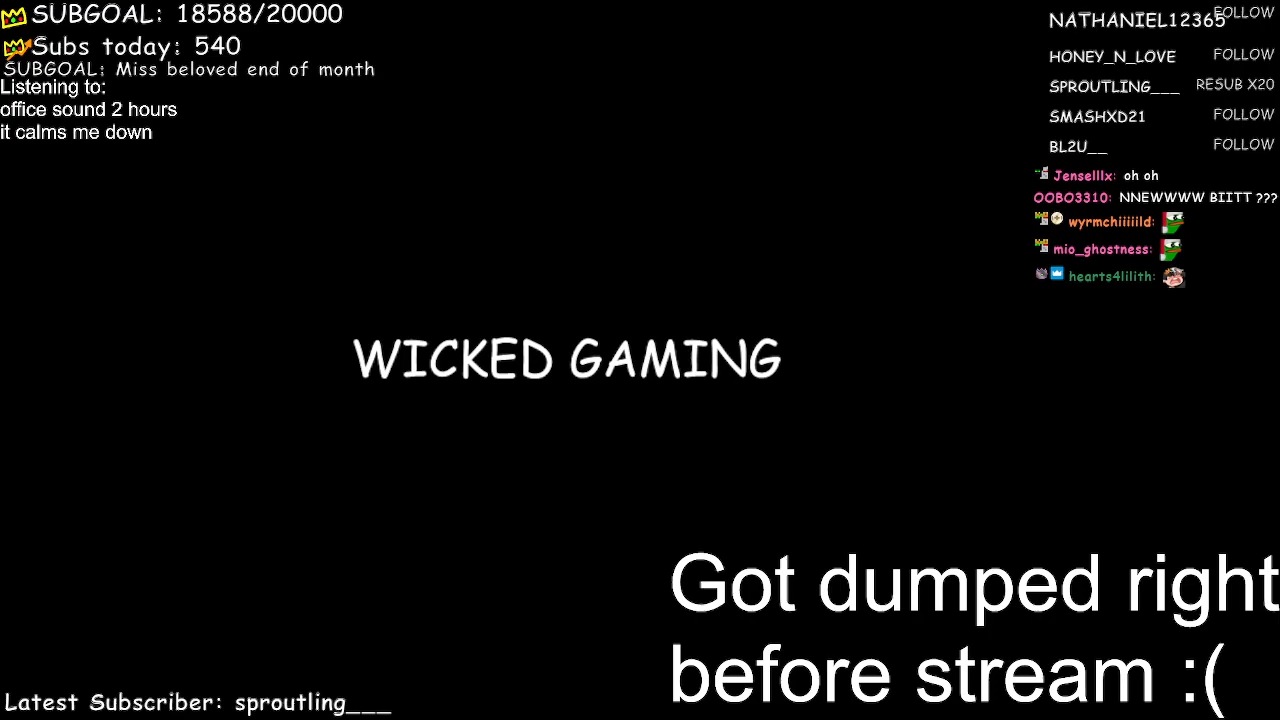 SUBGOAL: 18588/20000
Subs today: 540
SUBGOAL: Miss beloved end of month
Listening to:
office sound 2 hours
it calms me down
NATHANIEL12365 FOLLOW
HONEY_N_LOVE FOLLOW
SPROUTLING___ RESUB X20
SMASHXD21 FOLLOW
BL2U__ FOLLOW
Jenselllx: oh oh
OOBO3310: NNEWWWW BIITT ???
wyrmchiiiiild:
mio_ghostness:
hearts4lilith:
WICKED GAMING
Got dumped right
before stream :(
Latest Subscriber: sproutling___